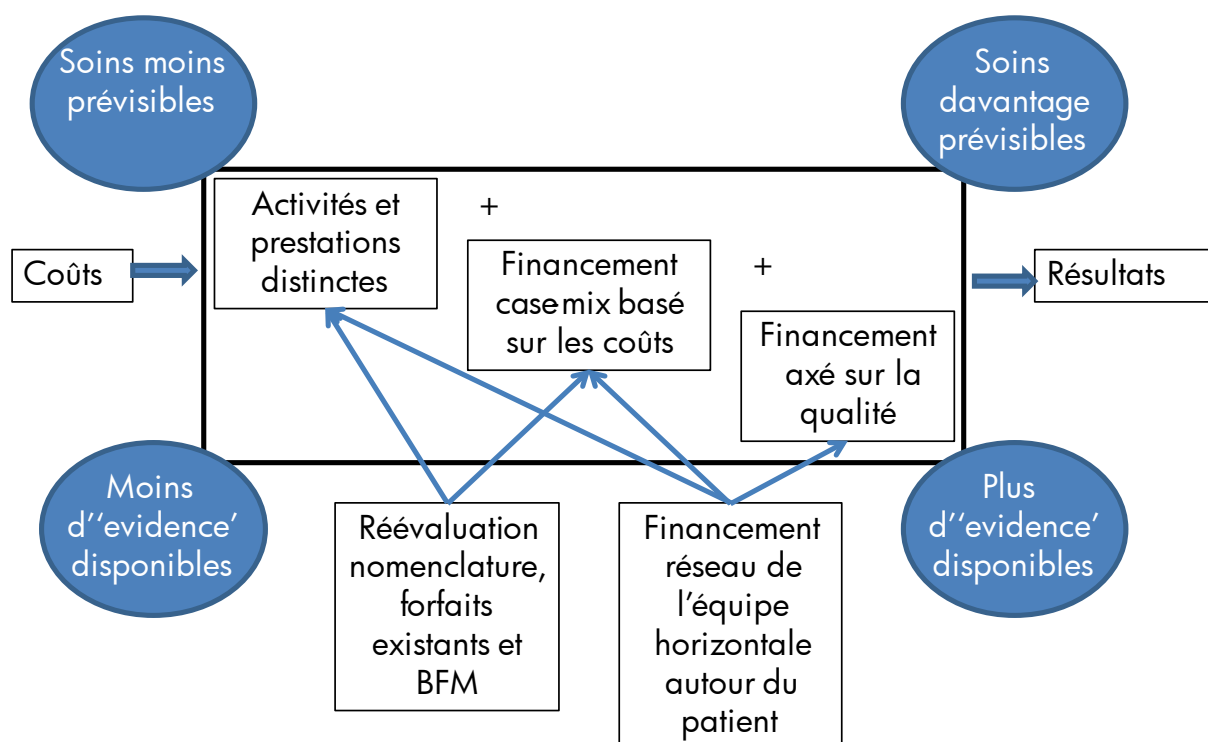 Soins moins
prévisibles
Soins
davantage
prévisibles
Activités et
prestations
distinctes
+
Financement
casemix basé
sur les coûts
+
Financement
axé sur la
qualité
Coûts
Résultats
Moins
d''evidence'
disponibles
Plus
d''evidence'
disponibles
Réévaluation
nomenclature,
forfaits
existants et
BFM
Financement
réseau de
l'équipe
horizontale
autour du
patient